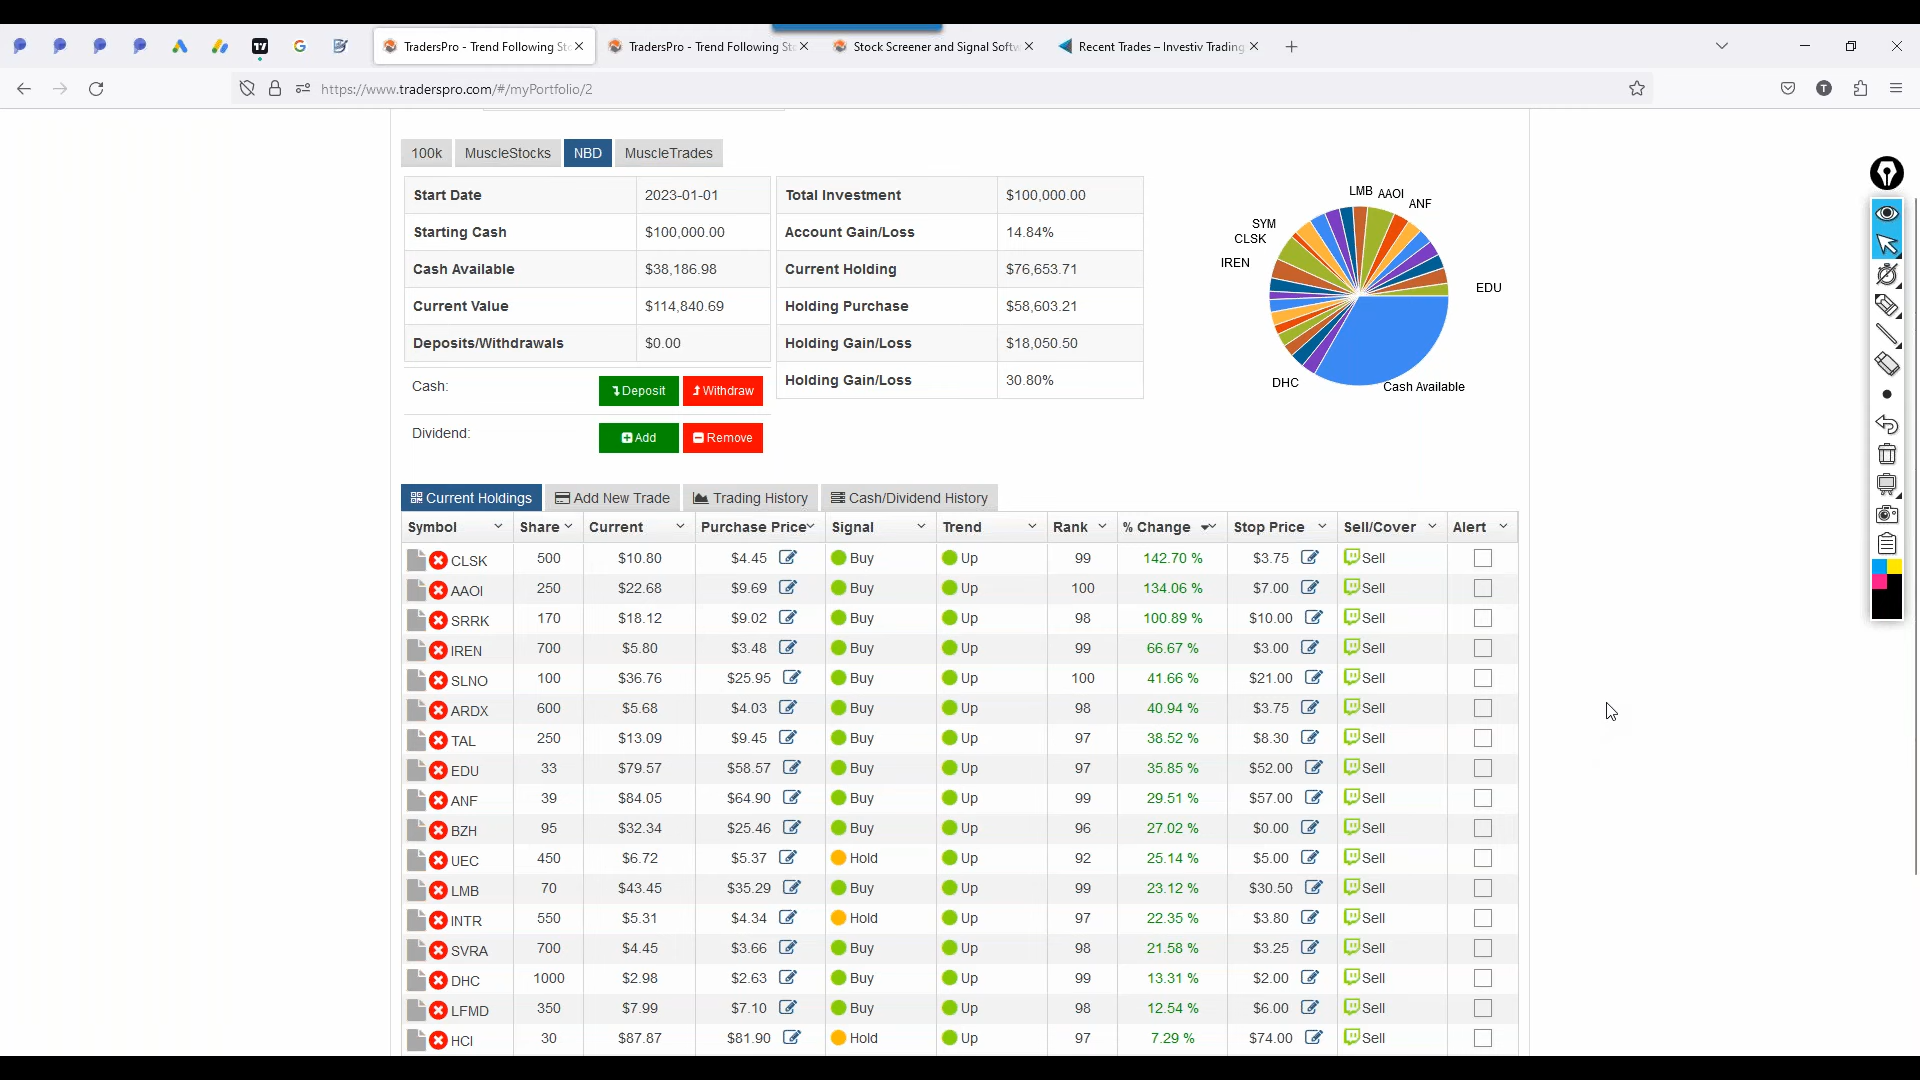 TradersPro - Trend Following St
TradersPro - Trend Following St
Stock Screener and Signal Softw
Recent Trades – Investiv Trading
https://www.traderspro.com/#/myPortfolio/2
T
100k MuscleStocks NBD MuscleTrades
Start Date 2023-01-01 Total Investment $100,000.00
Starting Cash $100,000.00 Account Gain/Loss 14.84%
Cash Available $38,186.98 Current Holding $76,653.71
Current Value $114,840.69 Holding Purchase $58,603.21
Deposits/Withdrawals $0.00 Holding Gain/Loss $18,050.50
Cash: Deposit Withdraw Holding Gain/Loss 30.80%
Dividend: Add Remove
LMB AAOI
ANF
SYM
CLSK
IREN
EDU
DHC
Cash Available
Current Holdings Add New Trade Trading History Cash/Dividend History
Symbol Share Current Purchase Price Signal Trend Rank % Change Stop Price Sell/Cover Alert
CLSK 500 $10.80 $4.45 Buy Up 99 142.70 % $3.75 Sell
AAOI 250 $22.68 $9.69 Buy Up 100 134.06 % $7.00 Sell
SRRK 170 $18.12 $9.02 Buy Up 98 100.89 % $10.00 Sell
IREN 700 $5.80 $3.48 Buy Up 99 66.67 % $3.00 Sell
SLNO 100 $36.76 $25.95 Buy Up 100 41.66 % $21.00 Sell
ARDX 600 $5.68 $4.03 Buy Up 98 40.94 % $3.75 Sell
TAL 250 $13.09 $9.45 Buy Up 97 38.52 % $8.30 Sell
EDU 33 $79.57 $58.57 Buy Up 97 35.85 % $52.00 Sell
ANF 39 $84.05 $64.90 Buy Up 99 29.51 % $57.00 Sell
BZH 95 $32.34 $25.46 Buy Up 96 27.02 % $0.00 Sell
UEC 450 $6.72 $5.37 Hold Up 92 25.14 % $5.00 Sell
LMB 70 $43.45 $35.29 Buy Up 99 23.12 % $30.50 Sell
INTR 550 $5.31 $4.34 Hold Up 97 22.35 % $3.80 Sell
SVRA 700 $4.45 $3.66 Buy Up 98 21.58 % $3.25 Sell
DHC 1000 $2.98 $2.63 Buy Up 99 13.31 % $2.00 Sell
LFMD 350 $7.99 $7.10 Buy Up 98 12.54 % $6.00 Sell
HCI 30 $87.87 $81.90 Hold Up 97 7.29 % $74.00 Sell